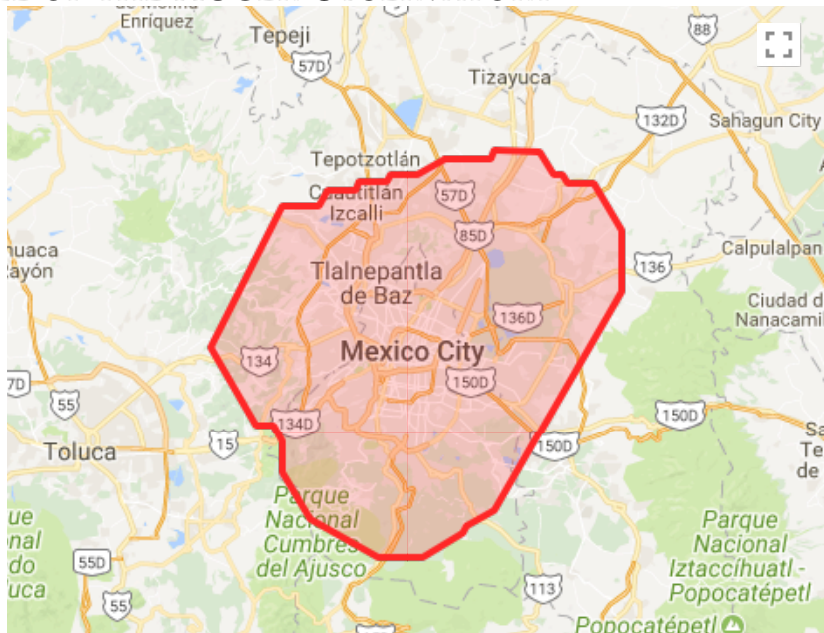 Enríquez
Tepeji
57D
88
Tizayuca
132D
Sahagun City
Tepotzotlán
Cuautitlán
Izcalli
57D
85D
Calpulalpan
136
Tlalnepantla
de Baz
Ciudad d
Nanacamil
136D
Mexico City
134
150D
7D
55
134D
150D
15
150D
Toluca
Parque
Nacional
Cumbres
del Ajusco
Parque
Nacional
Iztaccíhuatl -
Popocatépetl
55D
55
113
Popocatépetl